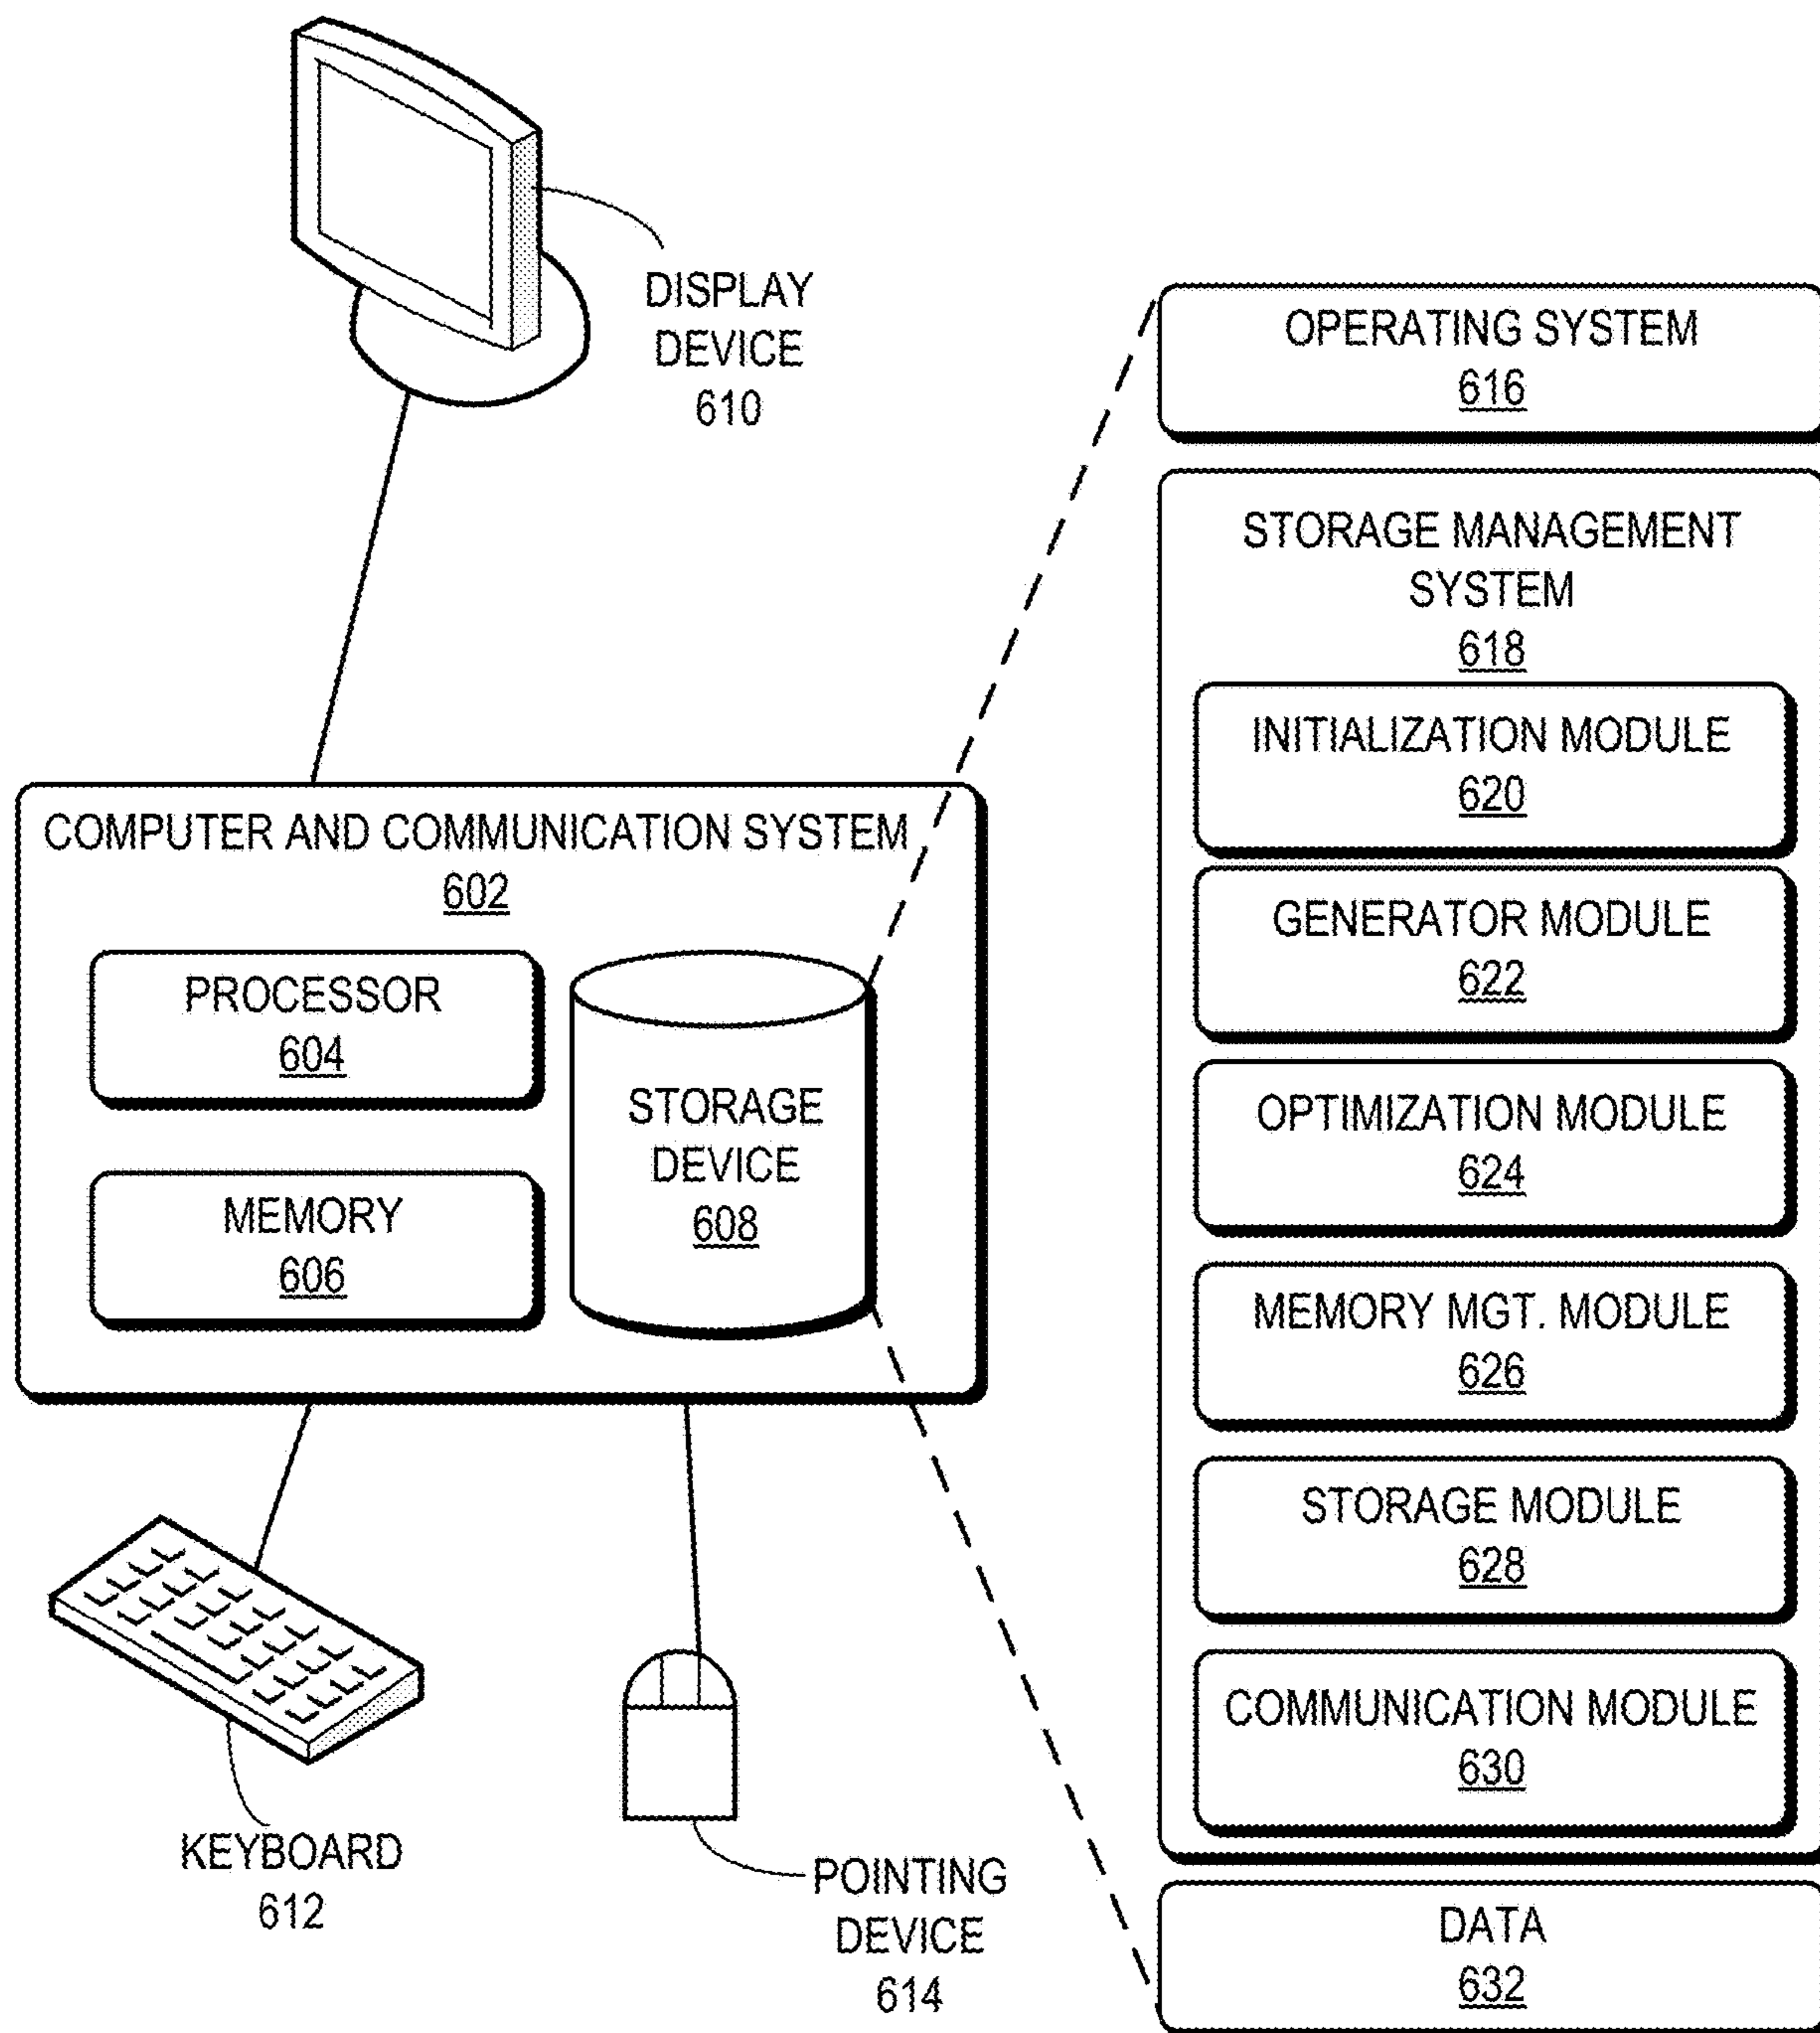 DISPLAY
DEVICE
610
COMPUTER AND COMMUNICATION SYSTEM
602
PROCESSOR
604
MEMORY
606
STORAGE
DEVICE
608
KEYBOARD
612
POINTING
DEVICE
614
OPERATING SYSTEM
616
STORAGE MANAGEMENT
SYSTEM
618
INITIALIZATION MODULE
620
GENERATOR MODULE
622
OPTIMIZATION MODULE
624
MEMORY MGT. MODULE
626
STORAGE MODULE
628
COMMUNICATION MODULE
630
DATA
632